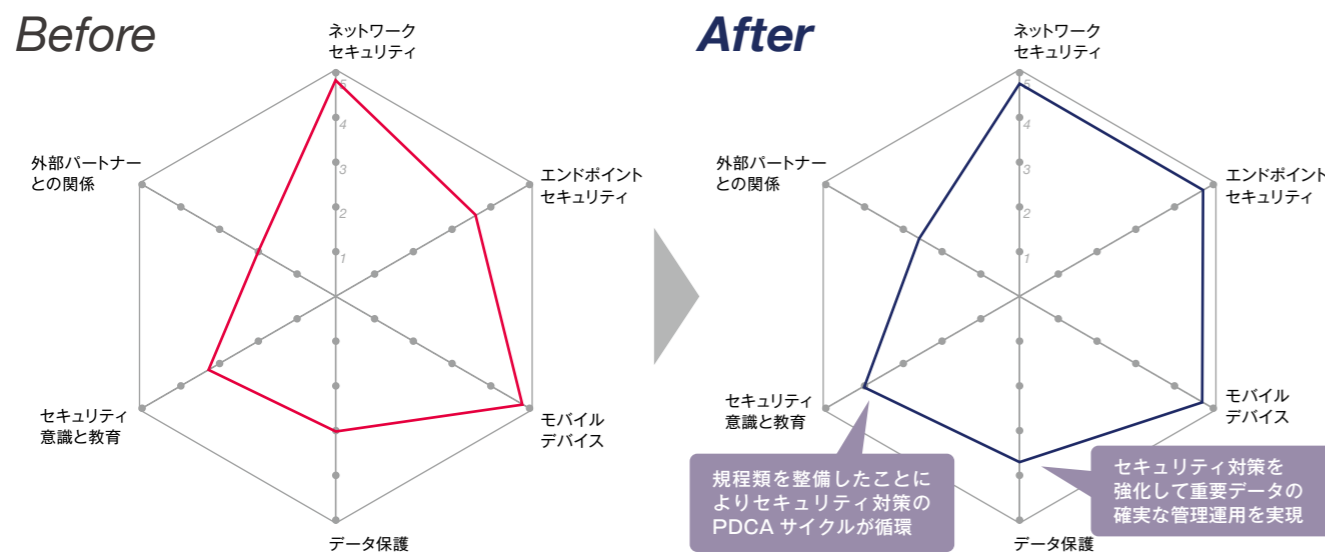 Before
ネットワーク
セキュリティ
5
4
3
2
1
エンドポイント
セキュリティ
モバイル
デバイス
データ保護
セキュリティ
意識と教育
外部パートナー
との関係
After
ネットワーク
セキュリティ
5
4
3
2
1
エンドポイント
セキュリティ
モバイル
デバイス
データ保護
セキュリティ
意識と教育
外部パートナー
との関係
規程類を整備したことに
よりセキュリティ対策の
PDCA サイクルが循環
セキュリティ対策を
強化して重要データの
確実な管理運用を実現